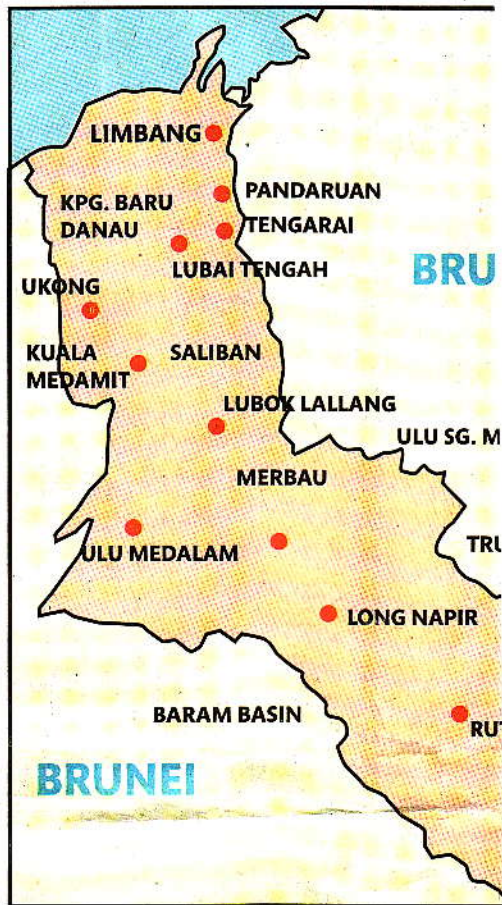 LIMBANG
PANDARUAN
KPG. BARU
DANAU
TENGARAI
LUBAI TENGAH
BRU
UKONG
KUALA
MEDAMIT
SALIBAN
LUBOK LALLANG
ULU SG. M
MERBAU
ULU MEDALAM
TRU
LONG NAPIR
BARAM BASIN
RUT
BRUNEI